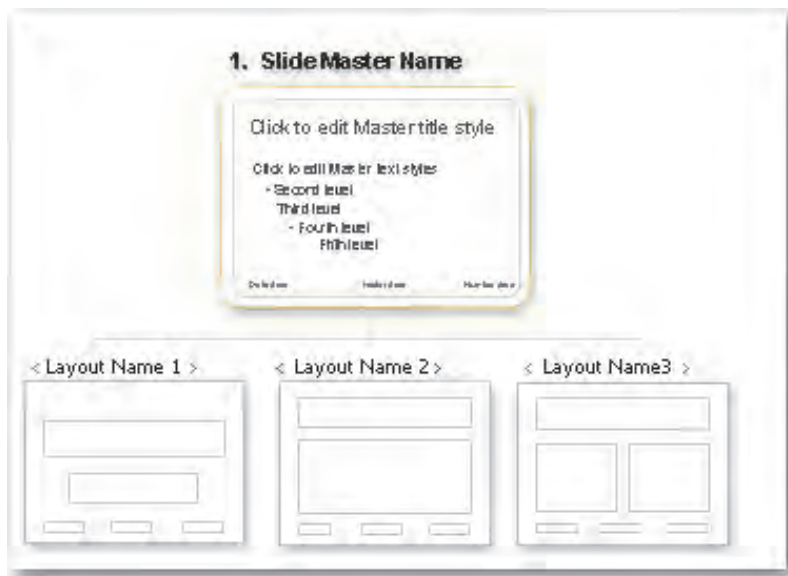 1. Slide Master Name
Click to edit Master title style
Click to edit Master text styles
- Second level
Third level
- Fourth level
Fifth level
< Layout Name 1 >
< Layout Name 2 >
< Layout Name3 >